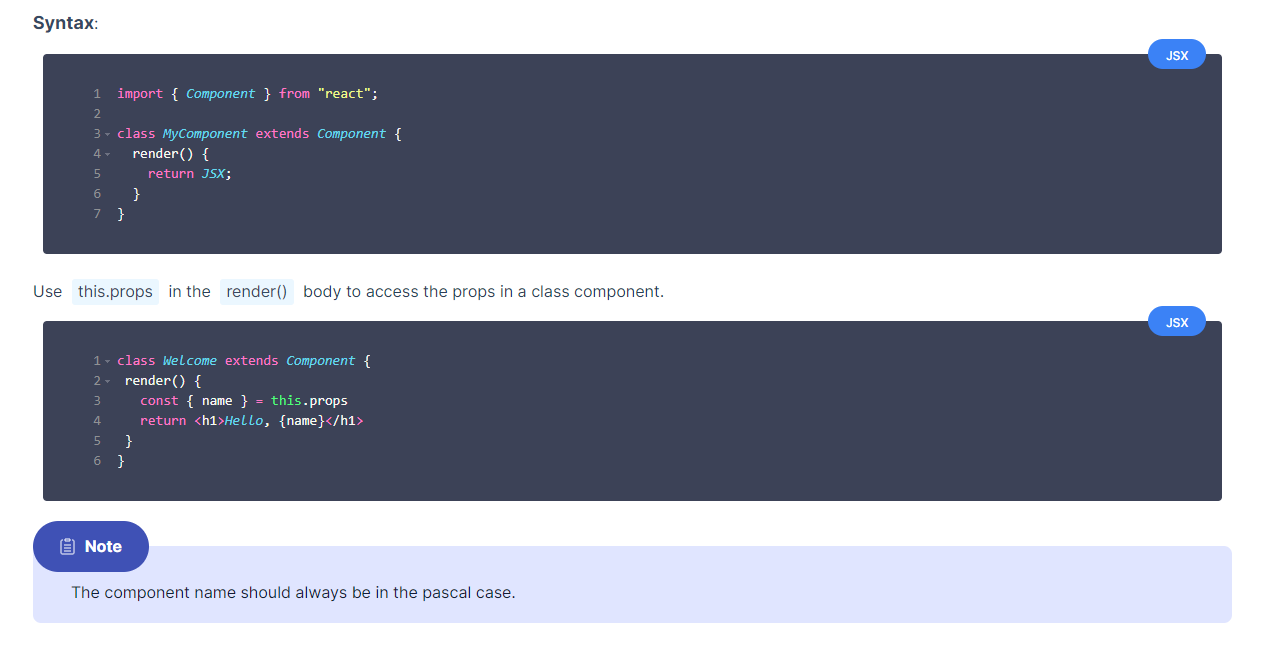 Syntax:
JSX
1 import { Component } from "react";
2
3 class MyComponent extends Component {
4   render() {
5     return JSX;
6   }
7 }
Use this.props in the render() body to access the props in a class component.
JSX
1 class Welcome extends Component {
2  render() {
3    const { name } = this.props
4    return <h1>Hello, {name}</h1>
5  }
6 }
Note
The component name should always be in the pascal case.